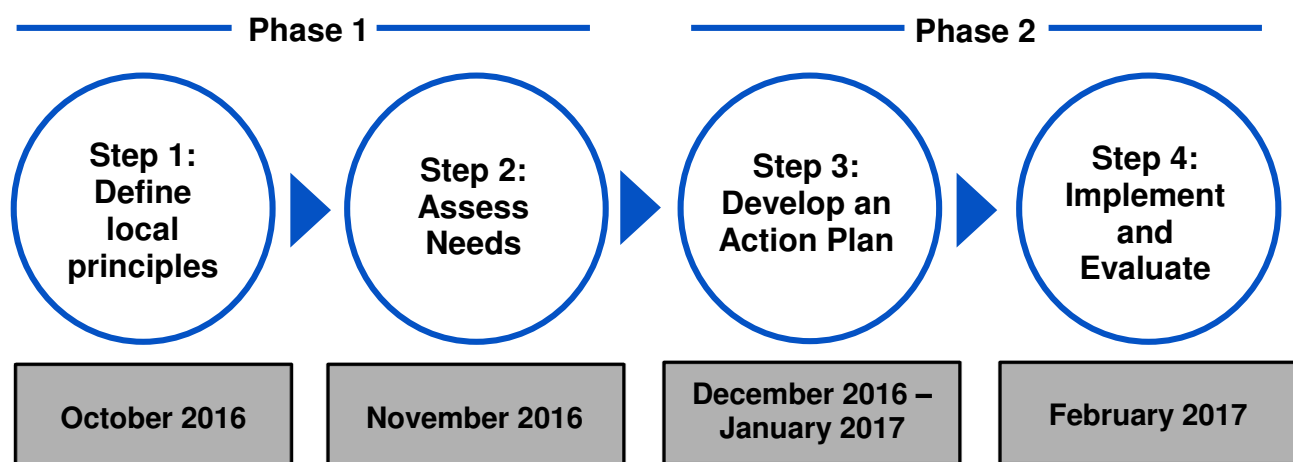 Phase 1
Phase 2
Step 1:
Define
local
principles
Step 2:
Assess
Needs
Step 3:
Develop an
Action Plan
Step 4:
Implement
and
Evaluate
October 2016
November 2016
December 2016 –
January 2017
February 2017